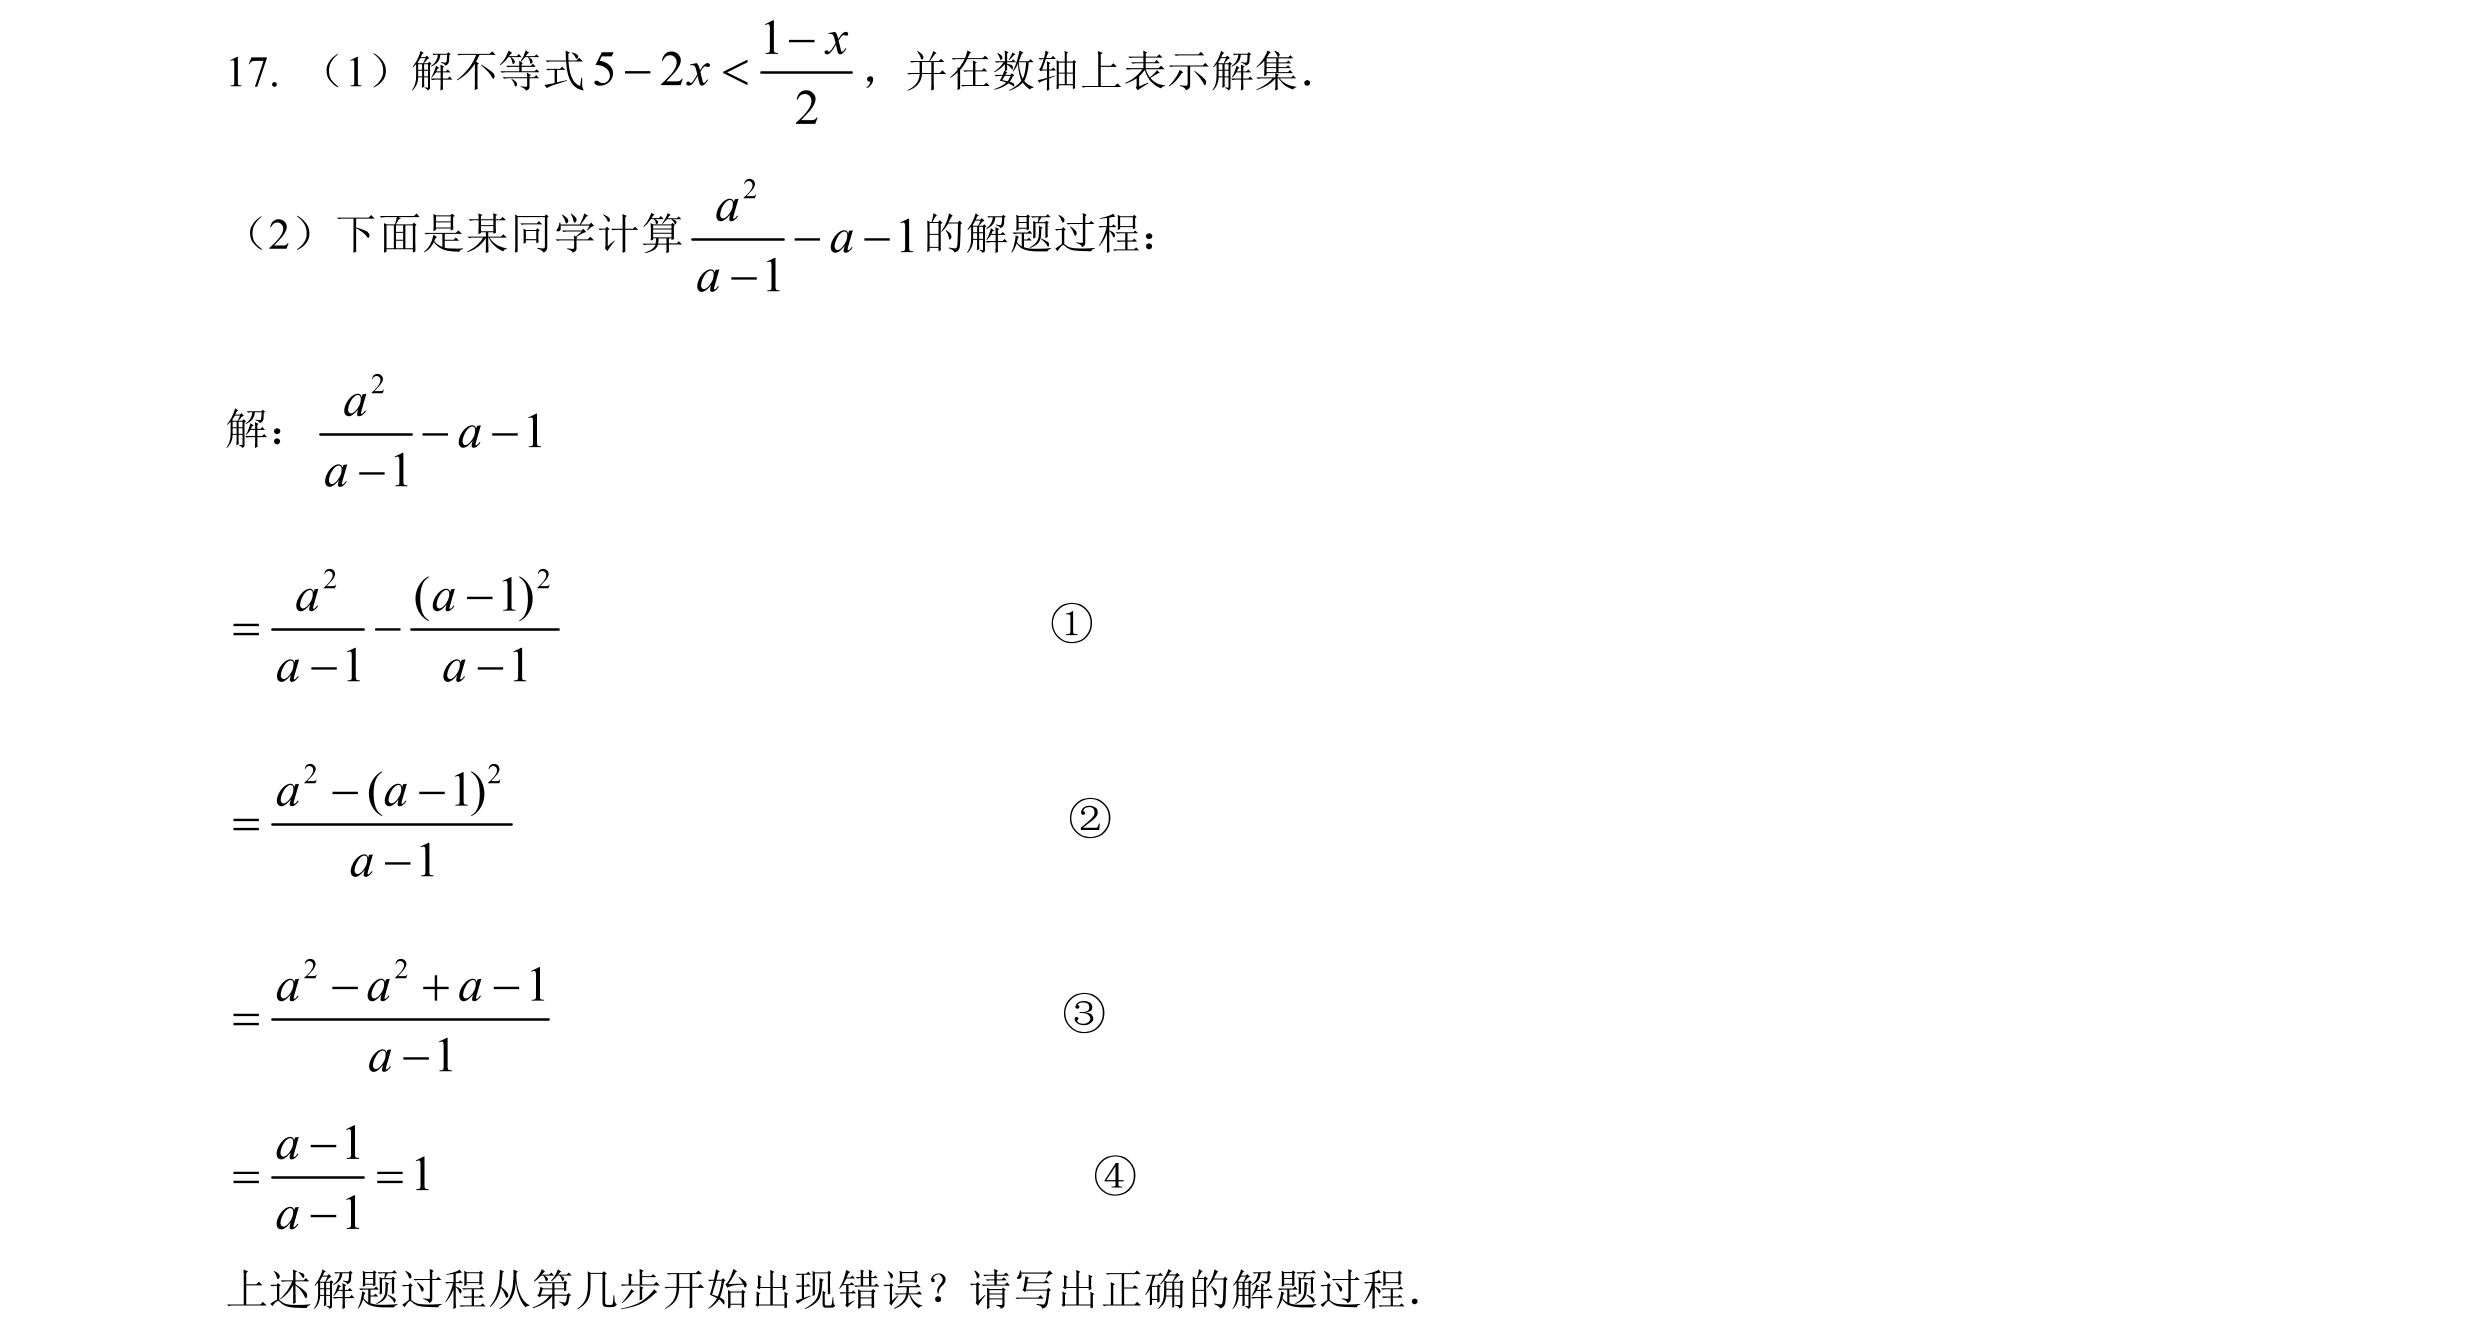 17. （1）解不等式 $5-2x<\frac{1-x}{2}$，并在数轴上表示解集．
（2）下面是某同学计算 $\frac{a^2}{a-1}-a-1$ 的解题过程：
解： $\frac{a^2}{a-1}-a-1$
$=\frac{a^2}{a-1}-\frac{(a-1)^2}{a-1}$ ①
$=\frac{a^2-(a-1)^2}{a-1}$ ②
$=\frac{a^2-a^2+a-1}{a-1}$ ③
$=\frac{a-1}{a-1}=1$ ④
上述解题过程从第几步开始出现错误？请写出正确的解题过程．